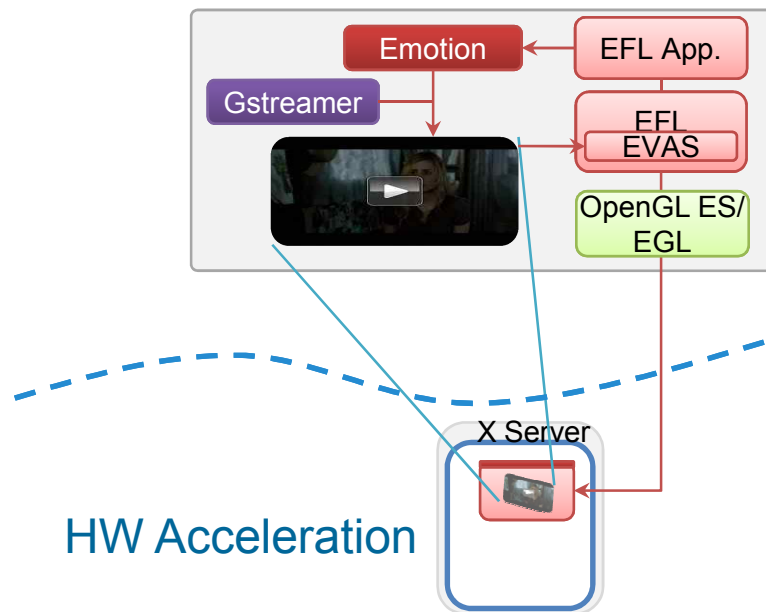 Emotion
EFL App.
Gstreamer
EFL
EVAS
OpenGL ES/
EGL
X Server
HW Acceleration